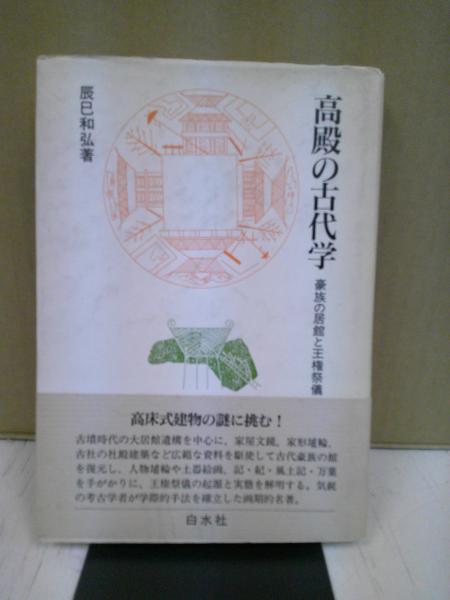 高殿の古代学
豪族の居館と王権祭儀
辰巳和弘著
高床式建物の謎に挑む!
古墳時代の大居館遺構を中心に、家屋文鏡、家形埴輪、
古社の社殿建築など広範な資料を駆使して古代豪族の館
を復元し、人物埴輪や土器絵画、記・紀・風土記・万葉
を手がかりに、王権祭儀の起源と実態を解明する。気鋭
の考古学者が学際的手法を確立した画期的名著。
白水社